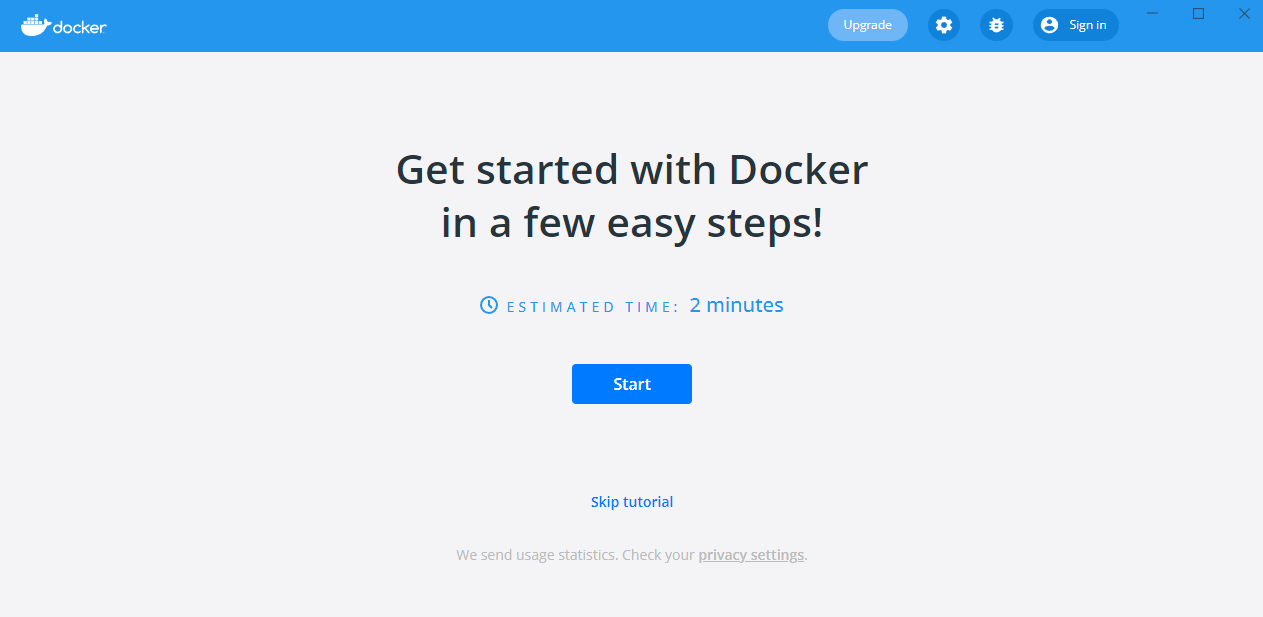 docker
Upgrade
Sign in
Get started with Docker
in a few easy steps!
ESTIMATED TIME: 2 minutes
Start
Skip tutorial
We send usage statistics. Check your privacy settings.